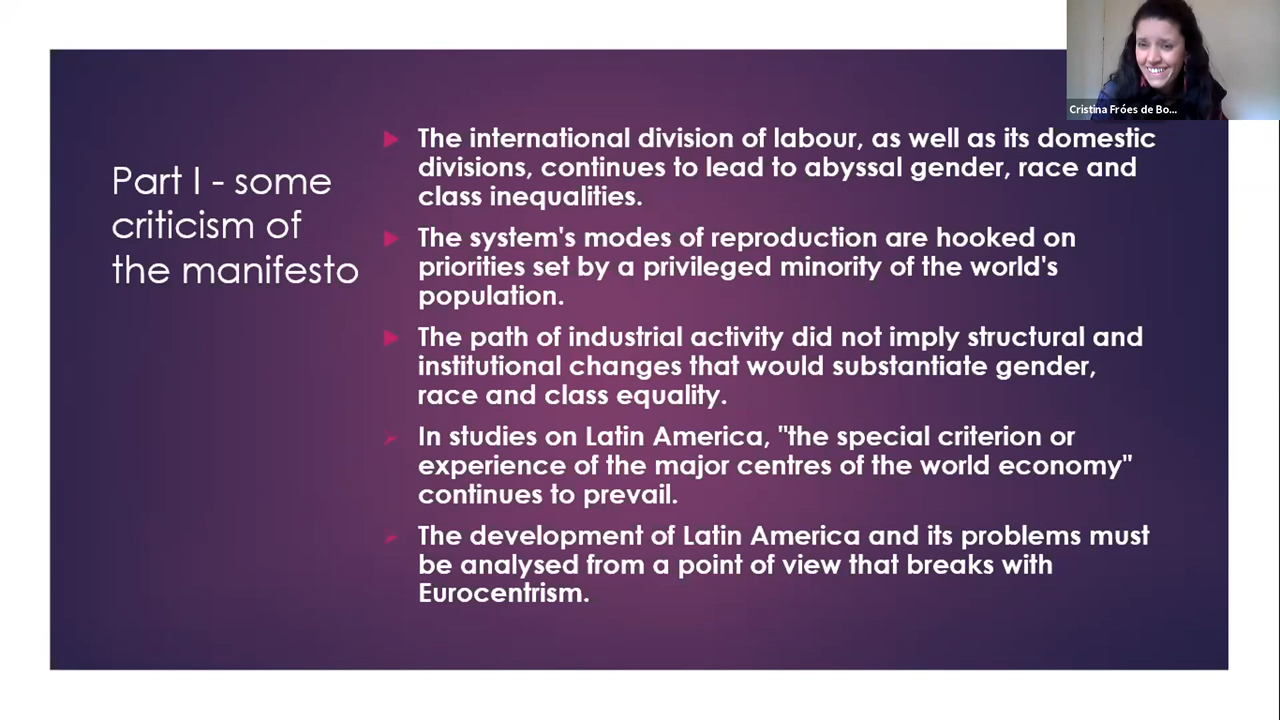 Cristina Fróes de Bo...
Part I - some
criticism of
the manifesto
The international division of labour, as well as its domestic
divisions, continues to lead to abyssal gender, race and
class inequalities.
The system's modes of reproduction are hooked on
priorities set by a privileged minority of the world's
population.
The path of industrial activity did not imply structural and
institutional changes that would substantiate gender,
race and class equality.
In studies on Latin America, "the special criterion or
experience of the major centres of the world economy"
continues to prevail.
The development of Latin America and its problems must
be analysed from a point of view that breaks with
Eurocentrism.